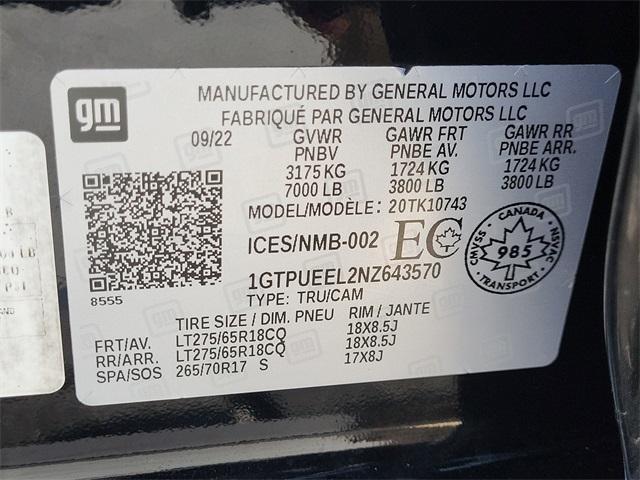 gm
MANUFACTURED BY GENERAL MOTORS LLC
FABRIQUÉ PAR GENERAL MOTORS LLC
09/22 GVWR GAWR FRT GAWR RR
PNBV PNBE AV. PNBE ARR.
3175 KG 1724 KG 1724 KG
7000 LB 3800 LB 3800 LB
MODEL/MODÈLE: 20TK10743
ICES/NMB-002 EC
CANADA
CMVSS 985 NSVAC
TRANSPORT
1GTPUEEL2NZ643570
8555
TYPE: TRU/CAM
TIRE SIZE / DIM. PNEU RIM / JANTE
FRT/AV. LT275/65R18CQ 18X8.5J
RR/ARR. LT275/65R18CQ 18X8.5J
SPA/SOS 265/70R17 S 17X8J
B
LB